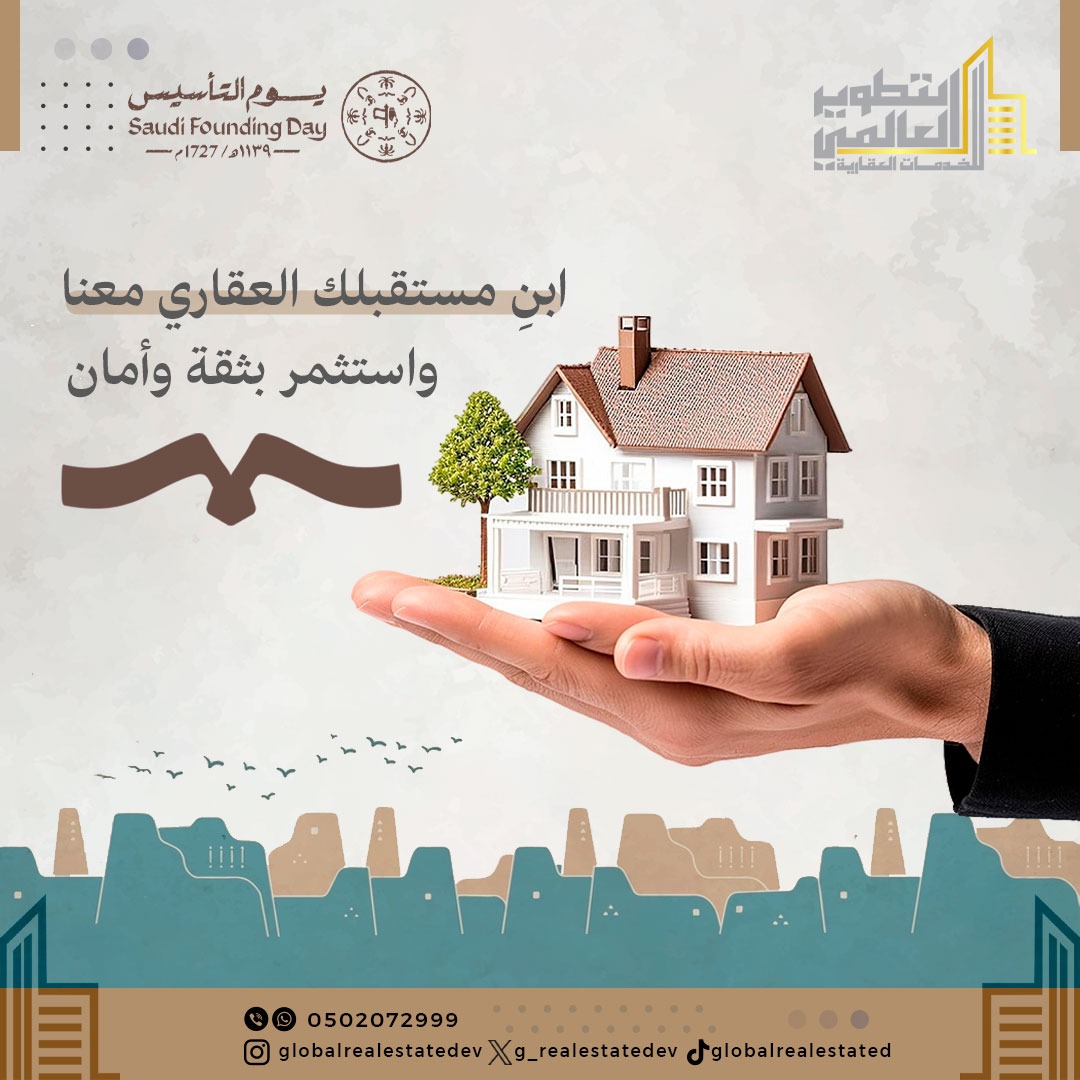 يوم التأسيس
Saudi Founding Day
١١٣٩هـ / 1727م
التطوير
العالمي
للخدمات العقارية
ابنِ مستقبلك العقاري معنا
واستثمر بثقة وأمان
0502072999
globalrealestatedev g_realestatedev globalrealestated